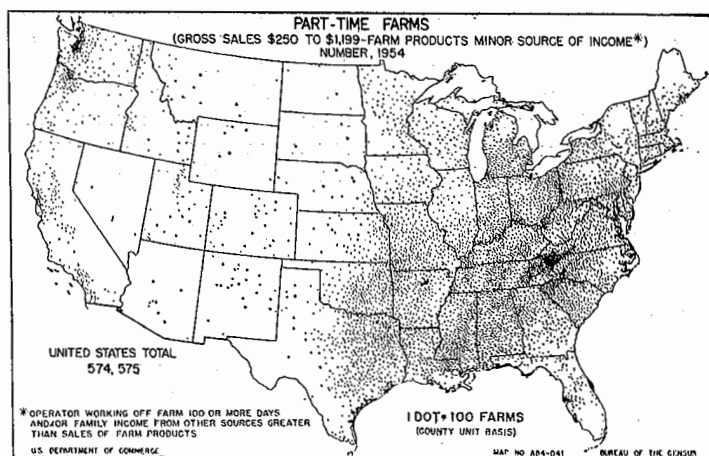 PART-TIME FARMS
(GROSS SALES $250 TO $1,199-FARM PRODUCTS MINOR SOURCE OF INCOME*)
NUMBER, 1954
UNITED STATES TOTAL
574,575
*OPERATOR WORKING OFF FARM 100 OR MORE DAYS
AND/OR FAMILY INCOME FROM OTHER SOURCES GREATER
THAN SALES OF FARM PRODUCTS
1 DOT=100 FARMS
(COUNTY UNIT BASIS)
U.S. DEPARTMENT OF COMMERCE
MAP NO. A54-041
BUREAU OF THE CENSUS